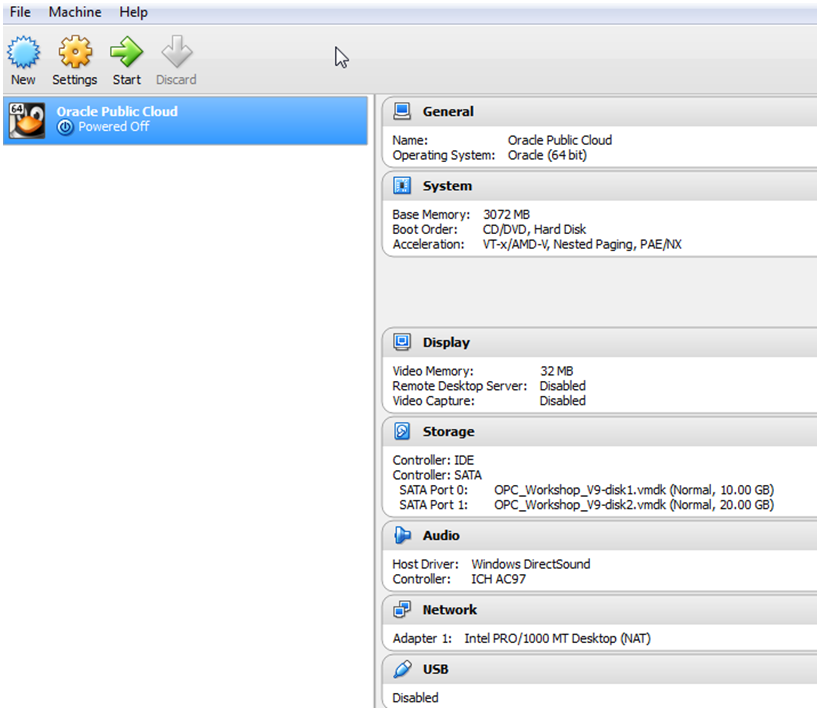 File Machine Help
New Settings Start Discard
64 Oracle Public Cloud
Powered Off
General
Name: Oracle Public Cloud
Operating System: Oracle (64 bit)
System
Base Memory: 3072 MB
Boot Order: CD/DVD, Hard Disk
Acceleration: VT-x/AMD-V, Nested Paging, PAE/NX
Display
Video Memory: 32 MB
Remote Desktop Server: Disabled
Video Capture: Disabled
Storage
Controller: IDE
Controller: SATA
SATA Port 0: OPC_Workshop_V9-disk1.vmdk (Normal, 10.00 GB)
SATA Port 1: OPC_Workshop_V9-disk2.vmdk (Normal, 20.00 GB)
Audio
Host Driver: Windows DirectSound
Controller: ICH AC97
Network
Adapter 1: Intel PRO/1000 MT Desktop (NAT)
USB
Disabled